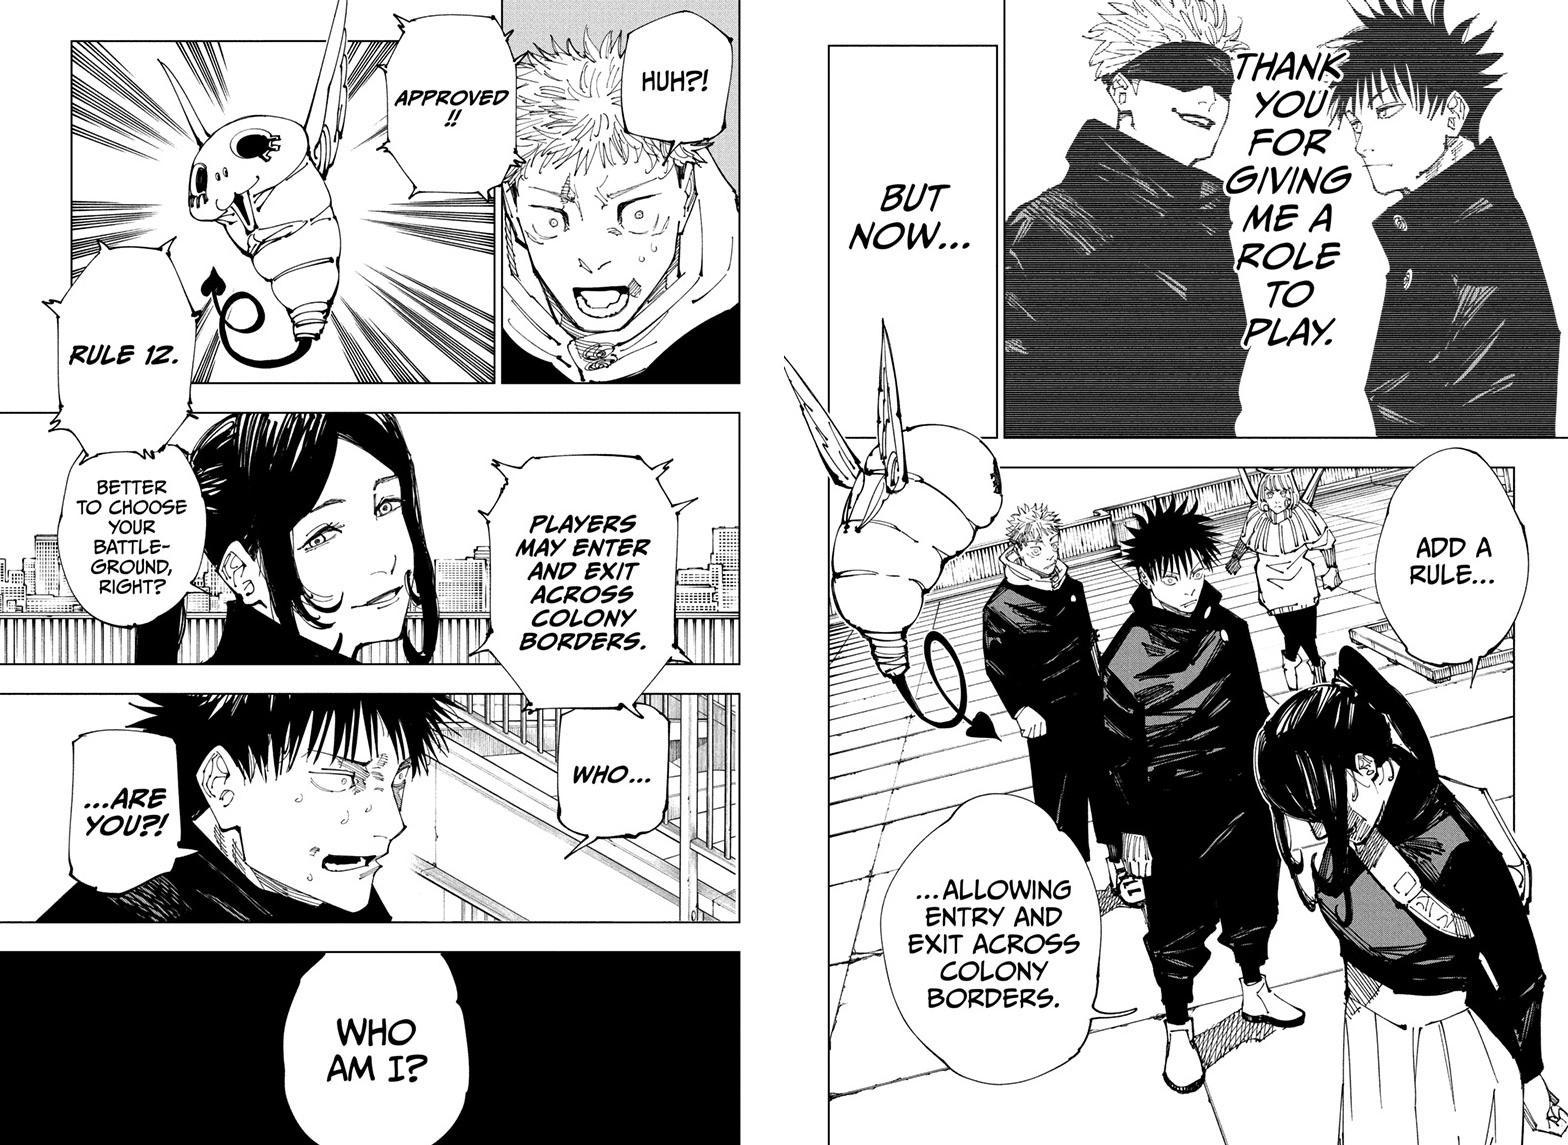 THANK
YOU
FOR
GIVING
ME A
ROLE
TO
PLAY.
BUT
NOW...
ADD A
RULE...
...ALLOWING
ENTRY AND
EXIT ACROSS
COLONY
BORDERS.
HUH?!
APPROVED
!!
RULE 12.
PLAYERS
MAY ENTER
AND EXIT
ACROSS
COLONY
BORDERS.
BETTER
TO CHOOSE
YOUR
BATTLE-
GROUND,
RIGHT?
WHO...
...ARE
YOU?!
WHO
AM I?